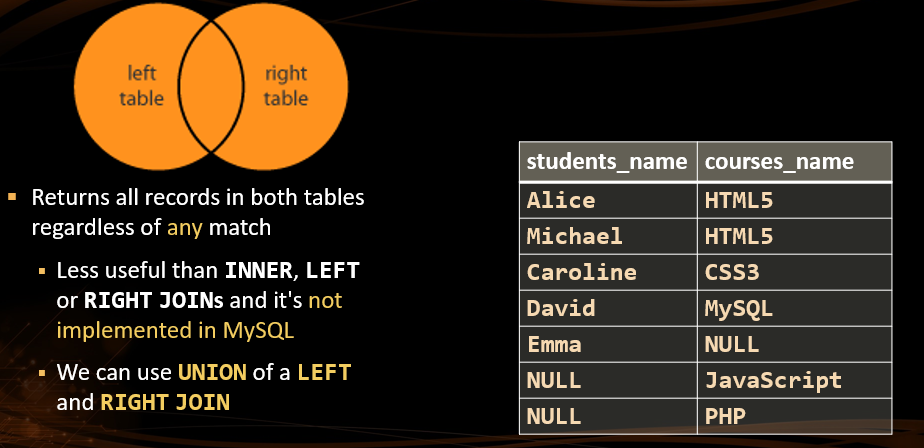 left right
table table
Returns all records in both tables
regardless of any match
Less useful than INNER, LEFT
or RIGHT JOINs and it's not
implemented in MySQL
We can use UNION of a LEFT
and RIGHT JOIN
students_name courses_name
Alice HTML5
Michael HTML5
Caroline CSS3
David MySQL
Emma NULL
NULL JavaScript
NULL PHP